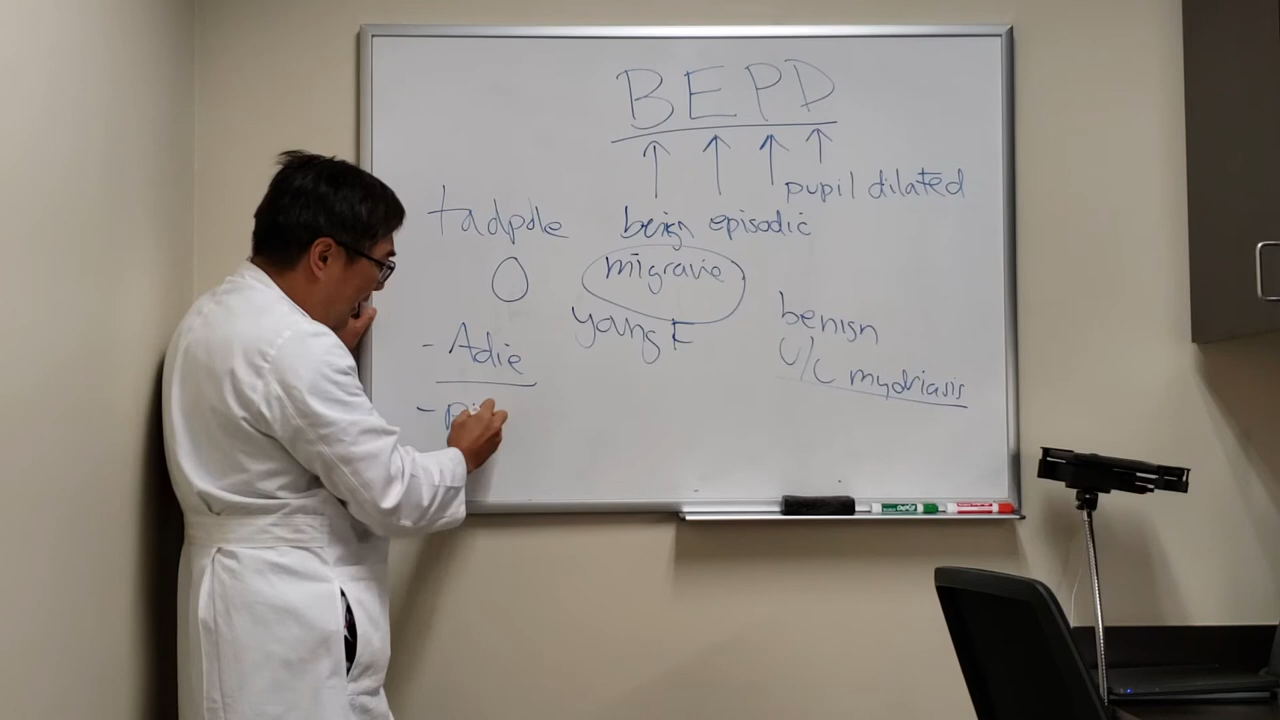 BEPD
pupil dilated
tadpole
benign episodic
migraine
young F
benign
U/L mydriasis
- Adie